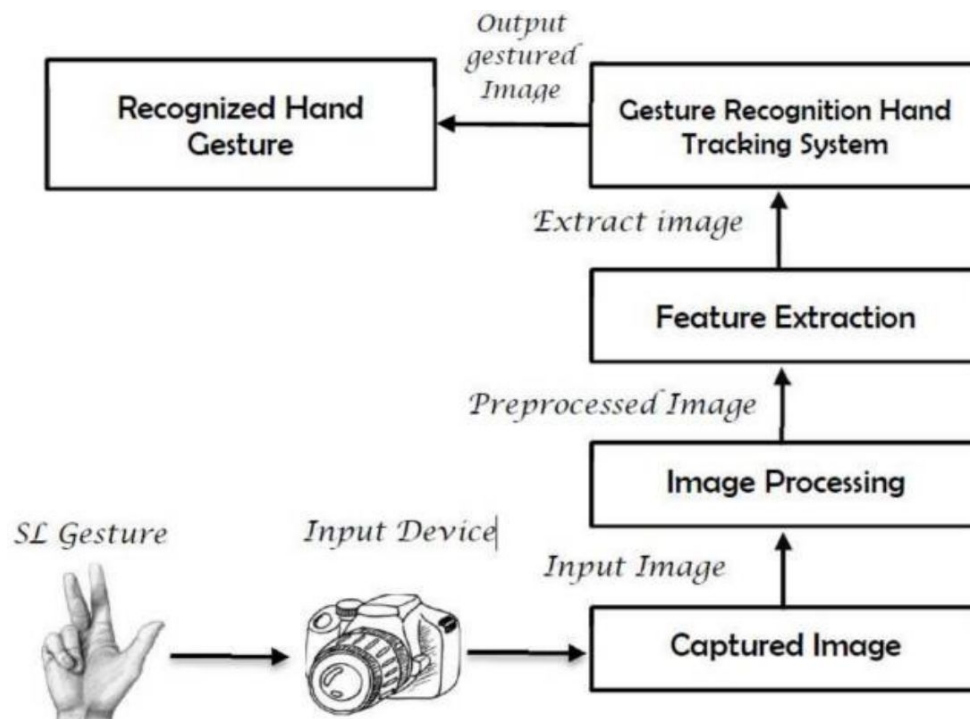 Output
gestured
Image
Recognized Hand
Gesture
Gesture Recognition Hand
Tracking System
Extract image
Feature Extraction
Preprocessed Image
Image Processing
SL Gesture
Input Device
Input Image
Captured Image